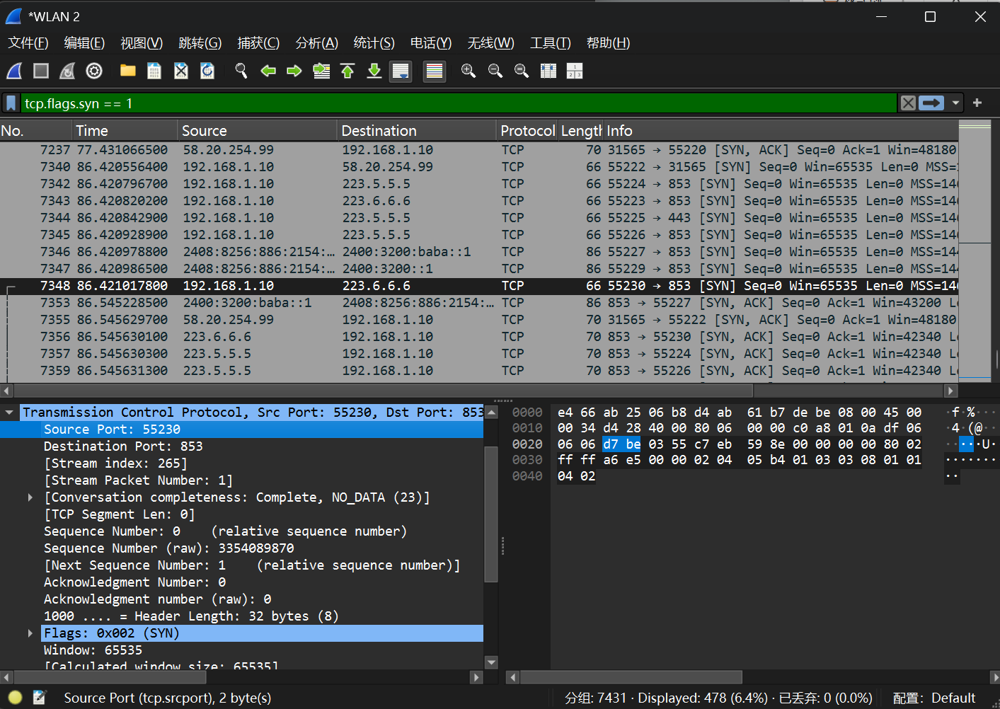 *WLAN 2
文件(F) 编辑(E) 视图(V) 跳转(G) 捕获(C) 分析(A) 统计(S) 电话(Y) 无线(W) 工具(T) 帮助(H)
tcp.flags.syn == 1
No. Time Source Destination Protocol Length Info
7237 77.431066500 58.20.254.99 192.168.1.10 TCP 70 31565 → 55220 [SYN, ACK] Seq=0 Ack=1 Win=48180
7340 86.420556400 192.168.1.10 58.20.254.99 TCP 66 55222 → 31565 [SYN] Seq=0 Win=65535 Len=0 MSS=
7342 86.420796700 192.168.1.10 223.5.5.5 TCP 66 55224 → 853 [SYN] Seq=0 Win=65535 Len=0 MSS=14
7343 86.420820200 192.168.1.10 223.6.6.6 TCP 66 55223 → 853 [SYN] Seq=0 Win=65535 Len=0 MSS=14
7344 86.420842900 192.168.1.10 223.5.5.5 TCP 66 55225 → 443 [SYN] Seq=0 Win=65535 Len=0 MSS=14
7345 86.420928900 192.168.1.10 223.5.5.5 TCP 66 55226 → 853 [SYN] Seq=0 Win=65535 Len=0 MSS=14
7346 86.420978800 2408:8256:886:2154:… 2400:3200:baba::1 TCP 86 55227 → 853 [SYN] Seq=0 Win=65535 Len=0 MSS=144
7347 86.420986500 2408:8256:886:2154:… 2400:3200::1 TCP 86 55229 → 853 [SYN] Seq=0 Win=65535 Len=0 MSS=144
7348 86.421017800 192.168.1.10 223.6.6.6 TCP 66 55230 → 853 [SYN] Seq=0 Win=65535 Len=0 MSS=14
7353 86.545228500 2400:3200:baba::1 2408:8256:886:2154:… TCP 86 853 → 55227 [SYN, ACK] Seq=0 Ack=1 Win=43200 L
7355 86.545629700 58.20.254.99 192.168.1.10 TCP 70 31565 → 55222 [SYN, ACK] Seq=0 Ack=1 Win=48180
7356 86.545630100 223.6.6.6 192.168.1.10 TCP 70 853 → 55230 [SYN, ACK] Seq=0 Ack=1 Win=42340 L
7357 86.545630300 223.5.5.5 192.168.1.10 TCP 70 853 → 55224 [SYN, ACK] Seq=0 Ack=1 Win=42340 L
7359 86.545631300 223.5.5.5 192.168.1.10 TCP 70 853 → 55226 [SYN, ACK] Seq=0 Ack=1 Win=42340 L
Transmission Control Protocol, Src Port: 55230, Dst Port: 853
Source Port: 55230
Destination Port: 853
[Stream index: 265]
[Stream Packet Number: 1]
[Conversation completeness: Complete, NO_DATA (23)]
[TCP Segment Len: 0]
Sequence Number: 0 (relative sequence number)
Sequence Number (raw): 3354089870
[Next Sequence Number: 1 (relative sequence number)]
Acknowledgment Number: 0
Acknowledgment number (raw): 0
1000 .... = Header Length: 32 bytes (8)
Flags: 0x002 (SYN)
Window: 65535
[Calculated window size: 65535]
0000 e4 66 ab 25 06 b8 d4 ab 61 b7 de be 08 00 45 00 ·f·%···
0010 00 34 d4 28 40 00 80 06 00 00 c0 a8 01 0a df 06 ·4·(@··
0020 06 06 d7 be 03 55 c7 eb 59 8e 00 00 00 00 80 02 ·····U·
0030 ff ff a6 e5 00 00 02 04 05 b4 01 03 03 08 01 01 ·······
0040 04 02 ··
Source Port (tcp.srcport), 2 byte(s)
分组: 7431 · Displayed: 478 (6.4%) · 已丢弃: 0 (0.0%)
配置: Default